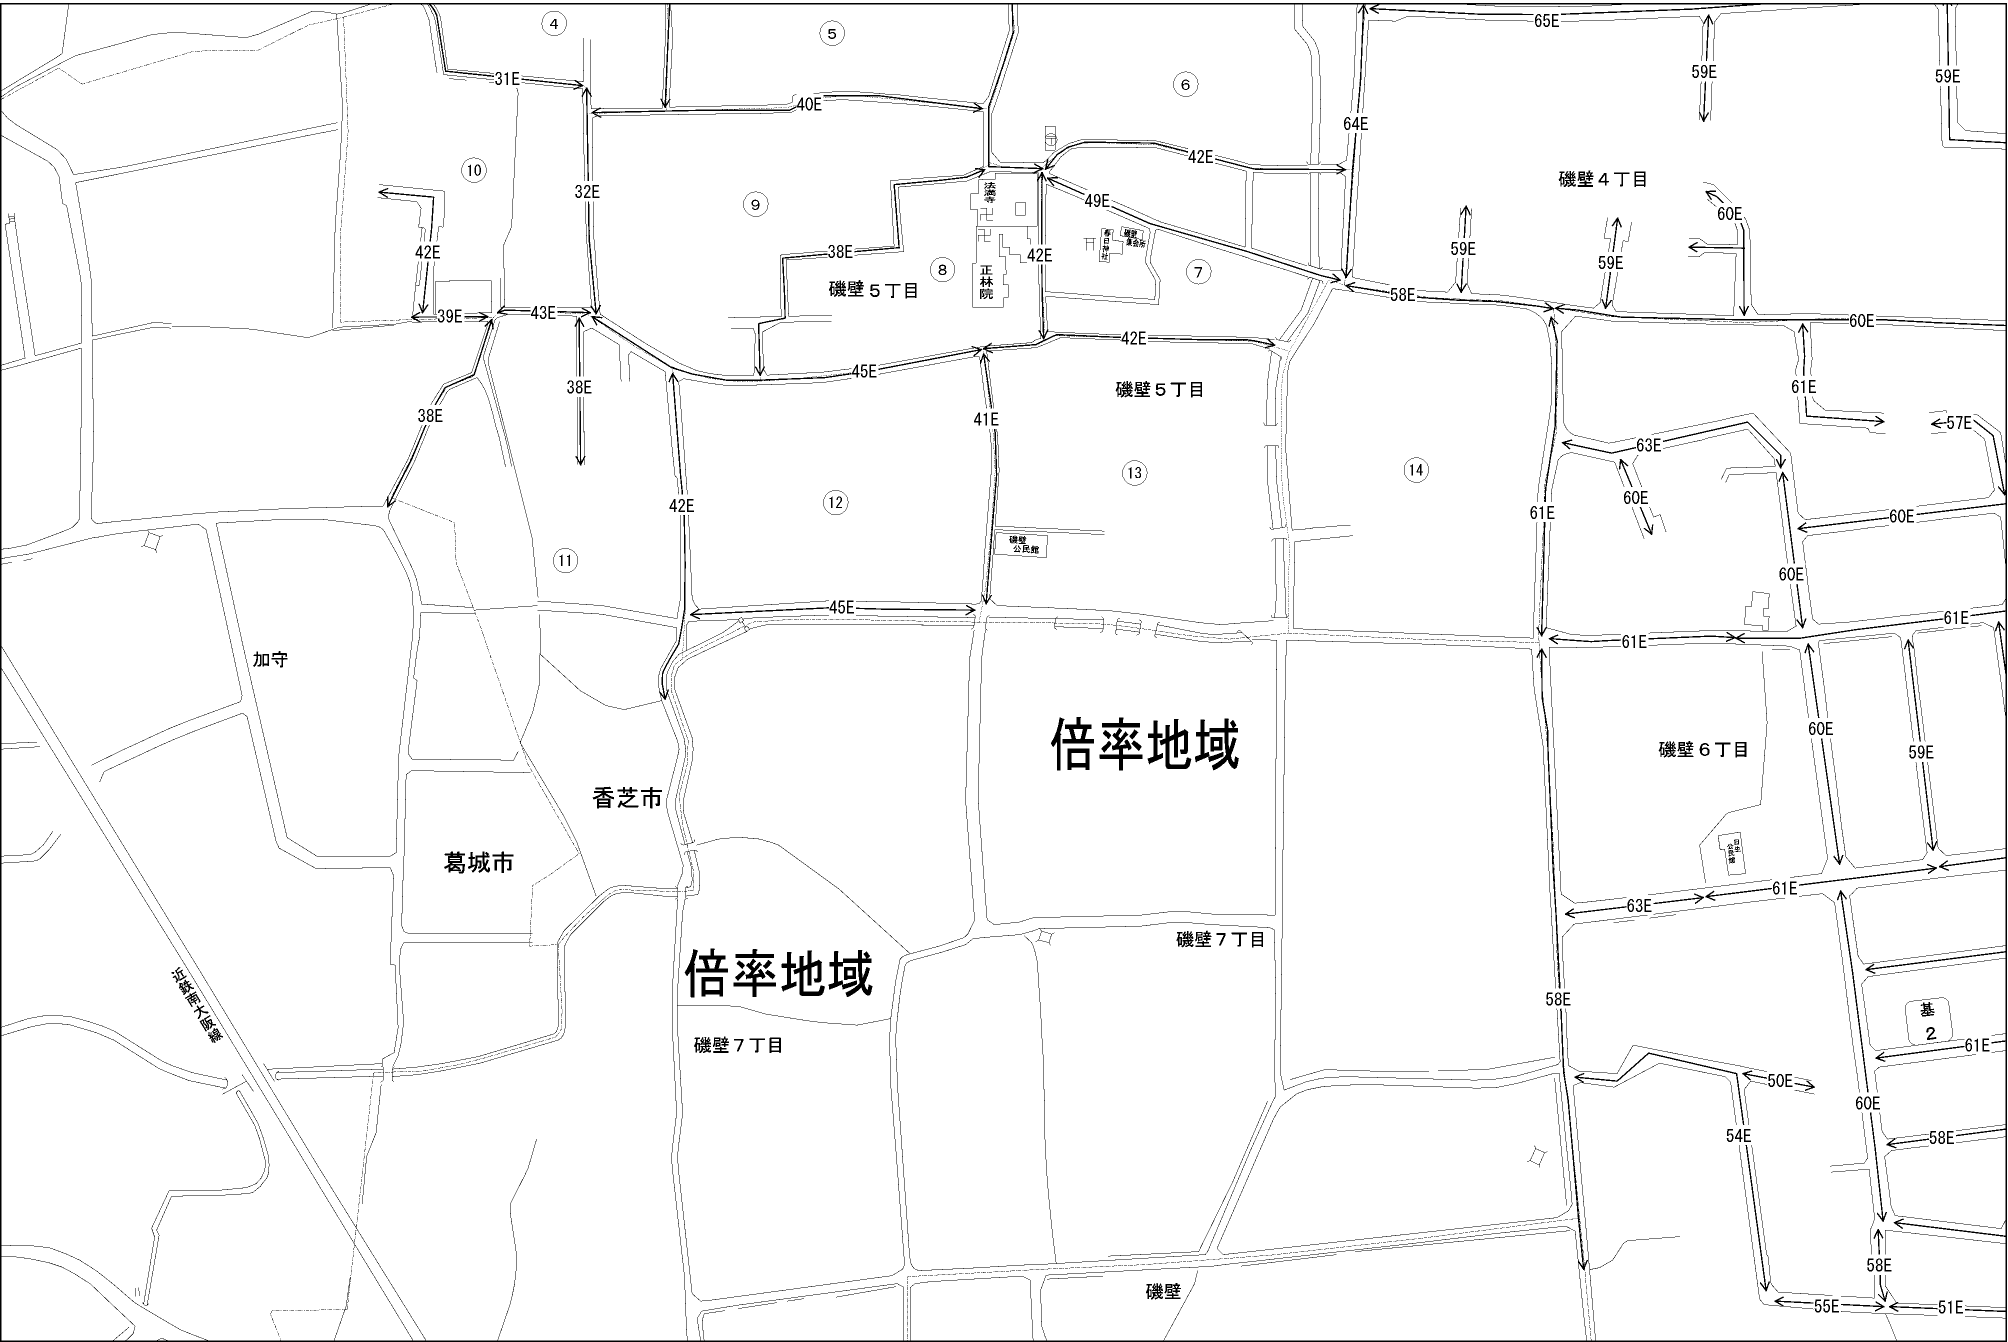 ④
⑤
65E
31E
59E
59E
⑥
40E
64E
42E
⑩
磯壁４丁目
32E
法満寺
49E
⑨
60E
42E
38E
42E
春日神社
磯壁
集会所
59E
59E
⑧
⑦
正林院
磯壁５丁目
58E
39E
43E
60E
42E
45E
38E
磯壁５丁目
61E
38E
41E
57E
63E
⑬
⑭
60E
⑫
42E
61E
60E
磯壁
公民館
⑪
60E
45E
61E
61E
加守
倍率地域
60E
磯壁６丁目
59E
香芝市
公民館
葛城市
61E
63E
磯壁７丁目
倍率地域
近鉄南大阪線
58E
基
2
磯壁７丁目
61E
50E
60E
54E
58E
58E
磯壁
55E
51E